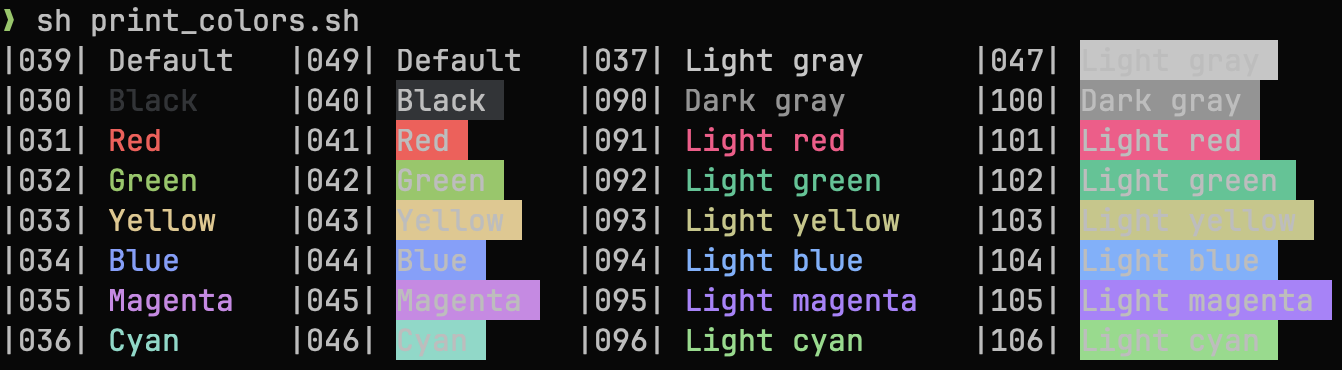 ❯ sh print_colors.sh
|039| Default |049| Default |037| Light gray |047| Light gray
|030| Black |040| Black |090| Dark gray |100| Dark gray
|031| Red |041| Red |091| Light red |101| Light red
|032| Green |042| Green |092| Light green |102| Light green
|033| Yellow |043| Yellow |093| Light yellow |103| Light yellow
|034| Blue |044| Blue |094| Light blue |104| Light blue
|035| Magenta |045| Magenta |095| Light magenta |105| Light magenta
|036| Cyan |046| Cyan |096| Light cyan |106| Light cyan